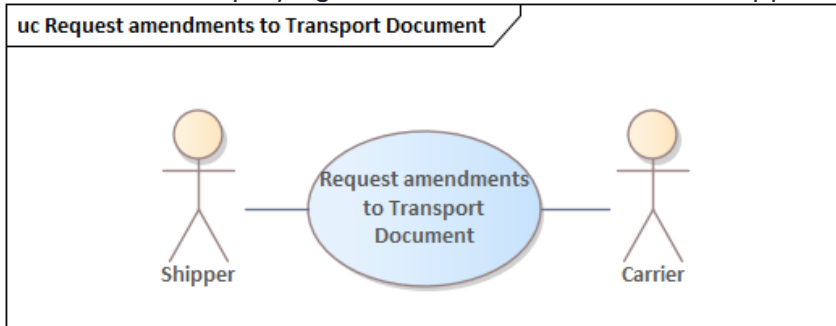 uc Request amendments to Transport Document
Request amendments
to Transport
Document
Shipper
Carrier